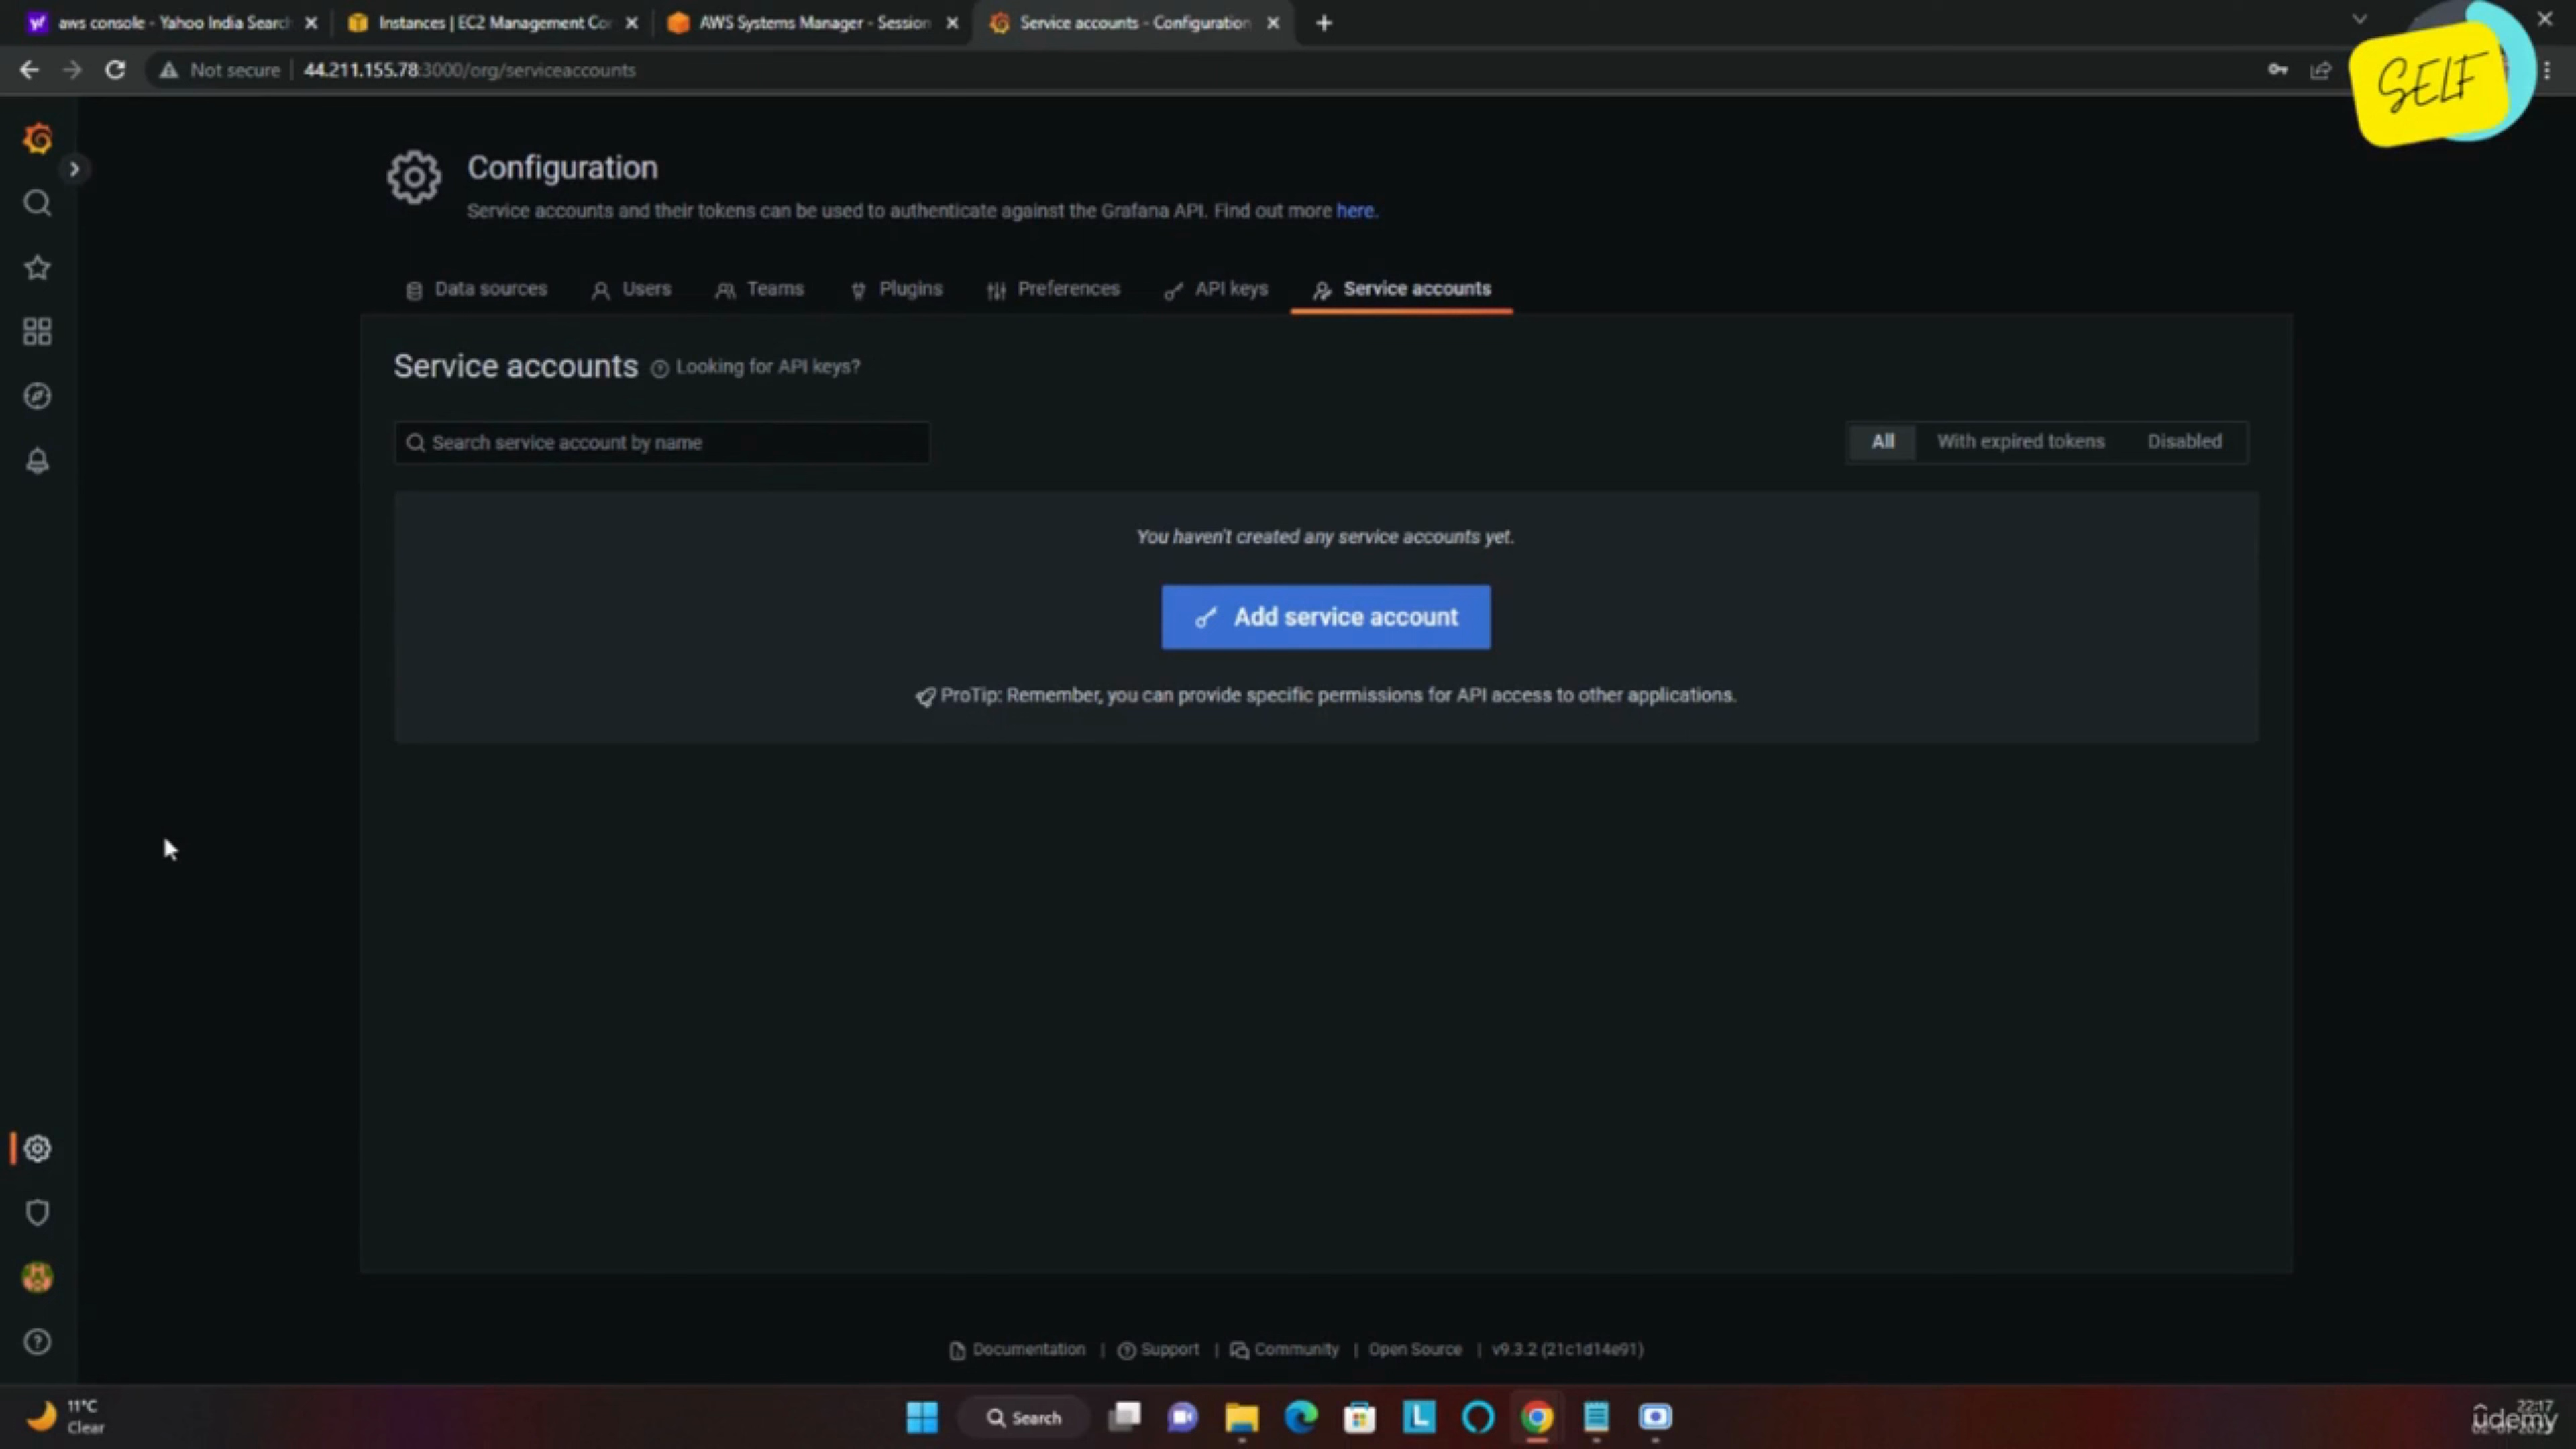 aws console - Yahoo India Search
Instances | EC2 Management Con
AWS Systems Manager - Session
Service accounts - Configuration
Not secure
44.211.155.78:3000/org/serviceaccounts
SELF
Configuration
Service accounts and their tokens can be used to authenticate against the Grafana API. Find out more here.
Data sources
Users
Teams
Plugins
Preferences
API keys
Service accounts
Service accounts
Looking for API keys?
Search service account by name
All
With expired tokens
Disabled
You haven't created any service accounts yet.
Add service account
ProTip: Remember, you can provide specific permissions for API access to other applications.
Documentation | Support | Community | Open Source | v9.3.2 (21c1d14e91)
11°C
Clear
Search
22:17
udemy